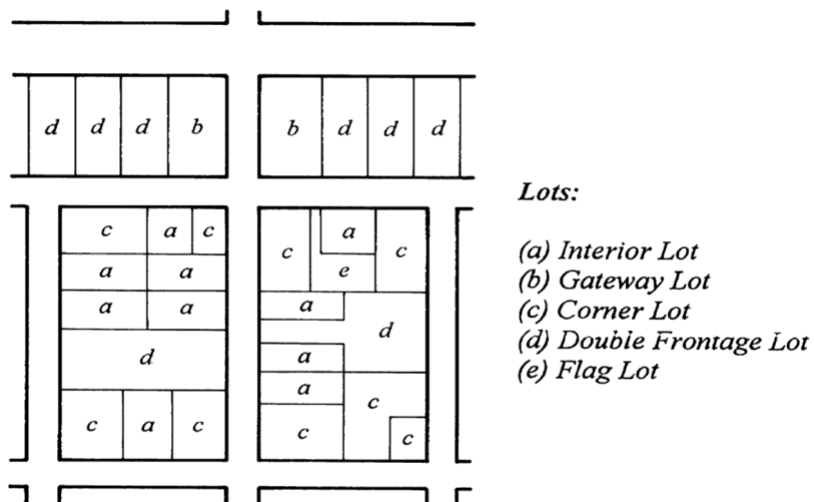 d d d b b d d d
c a c c a c
e
a a
a a a
d
d
a
a
c
c a c c c
Lots:
(a) Interior Lot
(b) Gateway Lot
(c) Corner Lot
(d) Double Frontage Lot
(e) Flag Lot